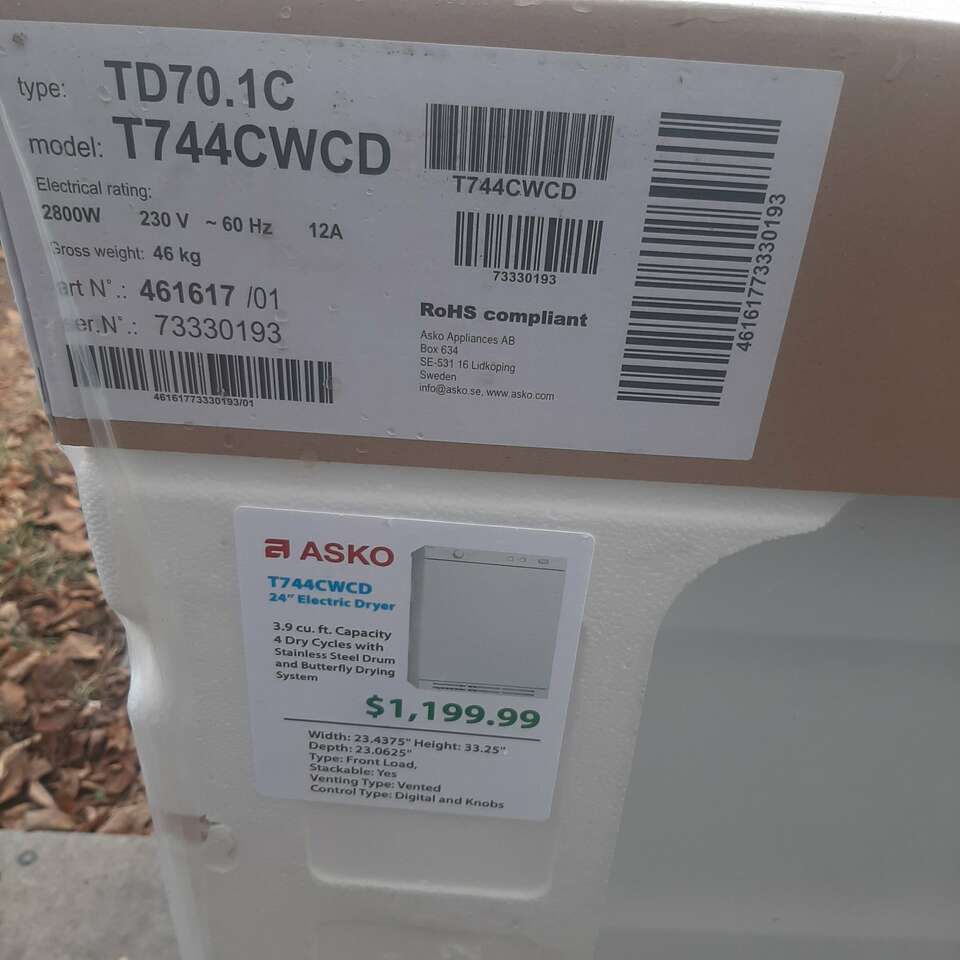 type: TD70.1C
model: T744CWCD
Electrical rating:
2800W 230 V ~ 60 Hz 12A
Gross weight: 46 kg
art N°.: 461617 /01
ser.N°.: 73330193
46161773330193/01
T744CWCD
73330193
RoHS compliant
Asko Appliances AB
Box 634
SE-531 16 Lidköping
Sweden
info@asko.se, www.asko.com
46161773330193
ASKO
T744CWCD
24" Electric Dryer
3.9 cu. ft. Capacity
4 Dry Cycles with
Stainless Steel Drum
and Butterfly Drying
System
$1,199.99
Width: 23.4375" Height: 33.25"
Depth: 23.0625"
Type: Front Load,
Stackable: Yes
Venting Type: Vented
Control Type: Digital and Knobs